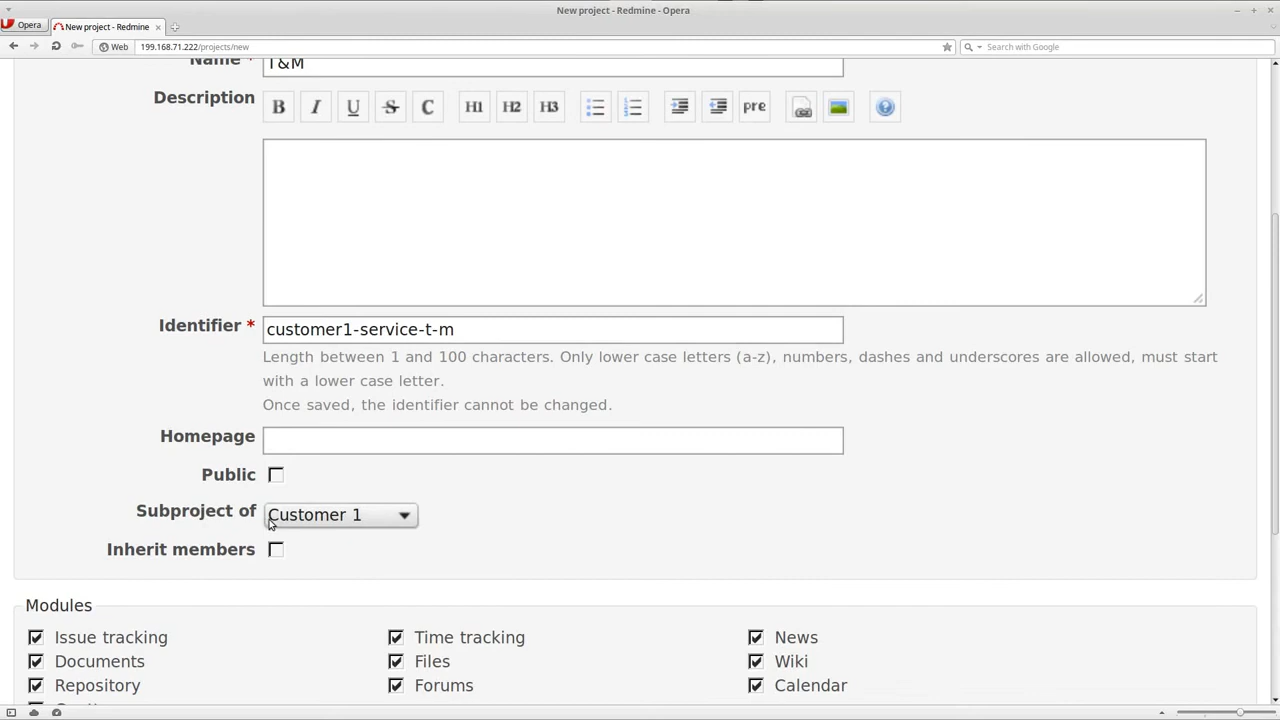 New project - Redmine - Opera
Opera
New project - Redmine
Web
199.168.71.222/projects/new
Search with Google
Name *
T&M
Description
B I U S C H1 H2 H3 pre
Identifier *
customer1-service-t-m
Length between 1 and 100 characters. Only lower case letters (a-z), numbers, dashes and underscores are allowed, must start
with a lower case letter.
Once saved, the identifier cannot be changed.
Homepage
Public
Subproject of
Customer 1
Inherit members
Modules
Issue tracking Time tracking News
Documents Files Wiki
Repository Forums Calendar